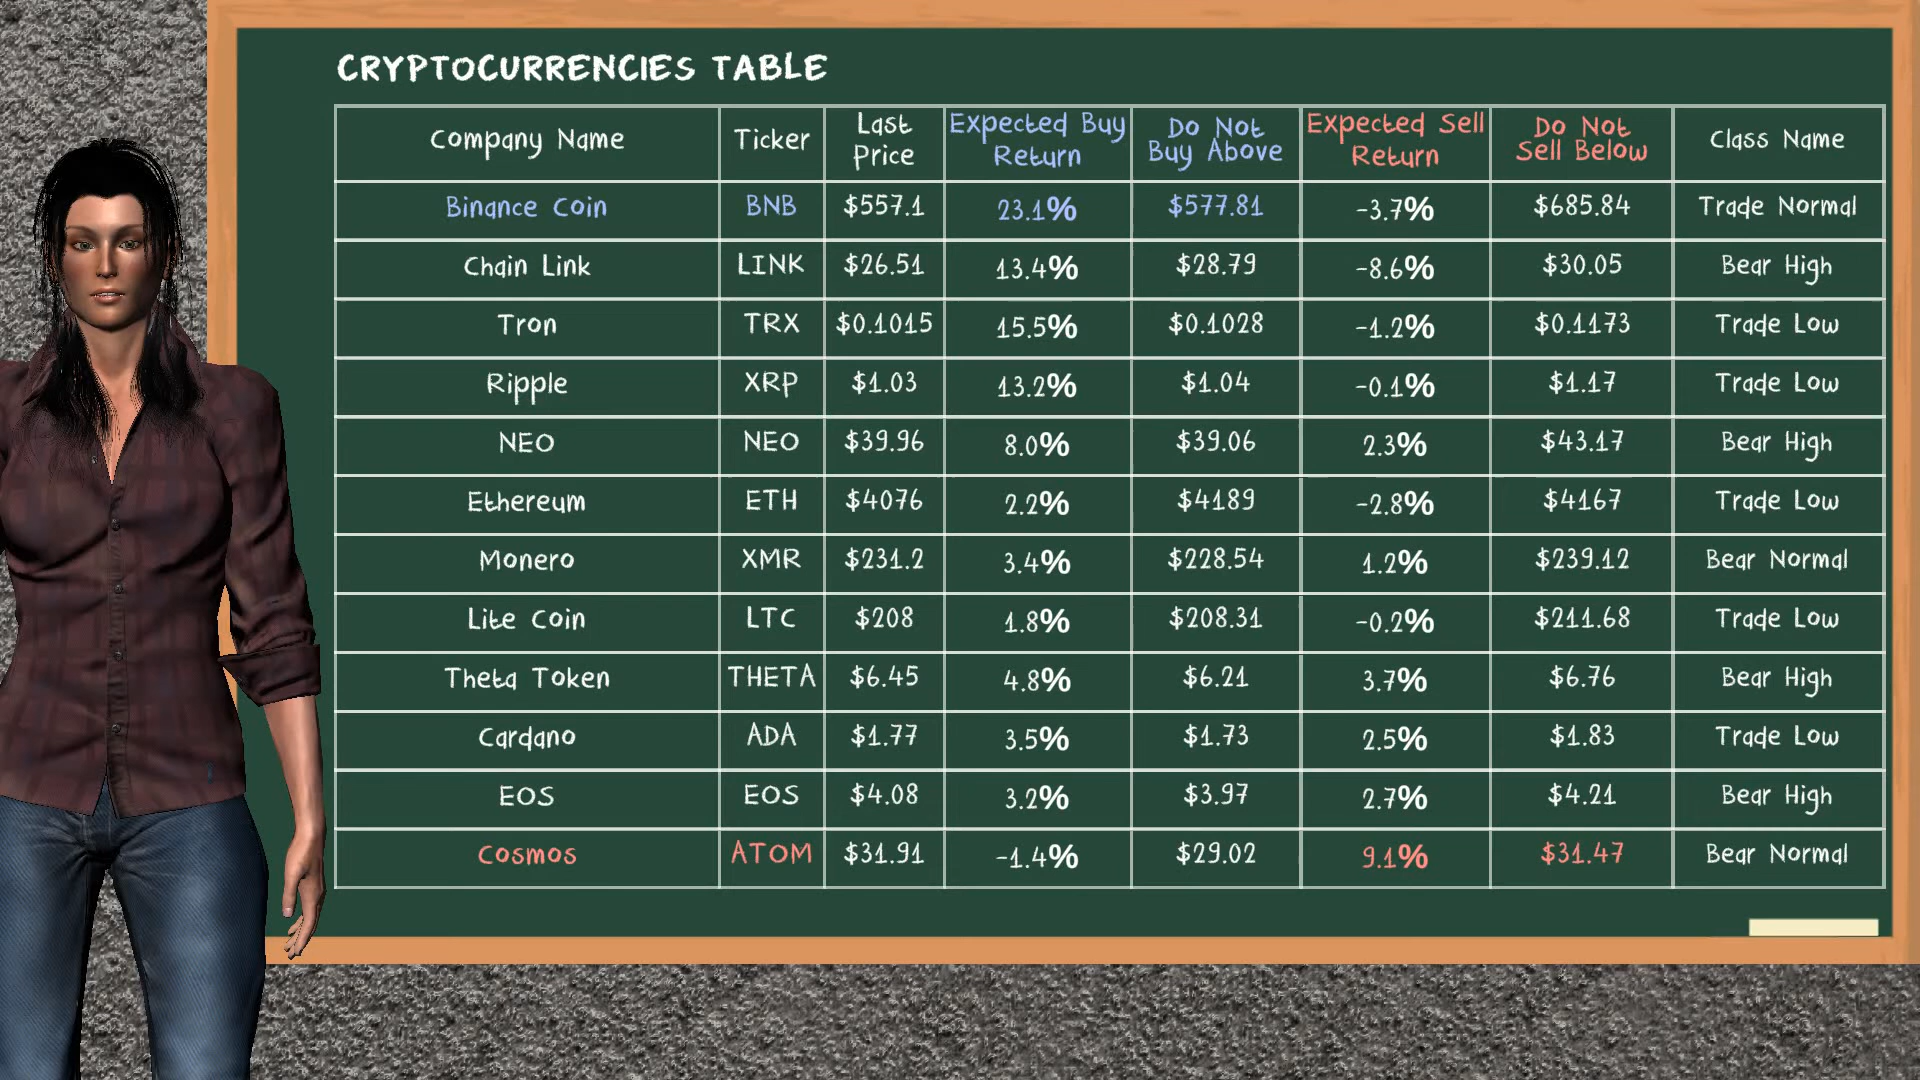 CRYPTOCURRENCIES TABLE
Company Name Ticker Last Price Expected Buy Return Do Not Buy Above Expected Sell Return Do Not Sell Below Class Name
Binance Coin BNB $557.1 23.1% $577.81 -3.7% $685.84 Trade Normal
Chain Link LINK $26.51 13.4% $28.79 -8.6% $30.05 Bear High
Tron TRX $0.1015 15.5% $0.1028 -1.2% $0.1173 Trade Low
Ripple XRP $1.03 13.2% $1.04 -0.1% $1.17 Trade Low
NEO NEO $39.96 8.0% $39.06 2.3% $43.17 Bear High
Ethereum ETH $4076 2.2% $4189 -2.8% $4167 Trade Low
Monero XMR $231.2 3.4% $228.54 1.2% $239.12 Bear Normal
Lite Coin LTC $208 1.8% $208.31 -0.2% $211.68 Trade Low
Theta Token THETA $6.45 4.8% $6.21 3.7% $6.76 Bear High
Cardano ADA $1.77 3.5% $1.73 2.5% $1.83 Trade Low
EOS EOS $4.08 3.2% $3.97 2.7% $4.21 Bear High
Cosmos ATOM $31.91 -1.4% $29.02 9.1% $31.47 Bear Normal